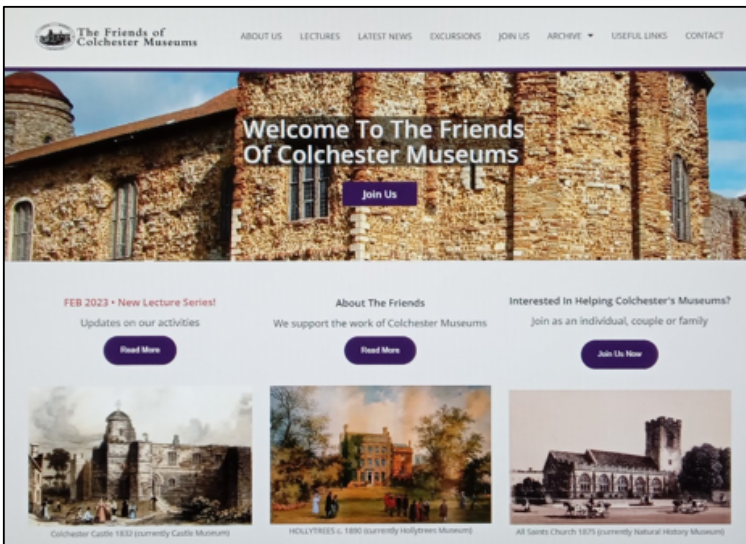 The Friends of
Colchester Museums
ABOUT US LECTURES LATEST NEWS EXCURSIONS JOIN US ARCHIVE USEFUL LINKS CONTACT
Welcome To The Friends
Of Colchester Museums
Join Us
FEB 2023 • New Lecture Series!
Updates on our activities
Read More
About The Friends
We support the work of Colchester Museums
Read More
Interested In Helping Colchester's Museums?
Join as an individual, couple or family
Join Us Now
Colchester Castle 1832 (currently Castle Museum)
HOLLYTREES c. 1890 (currently Hollytrees Museum)
All Saints Church 1875 (currently Natural History Museum)